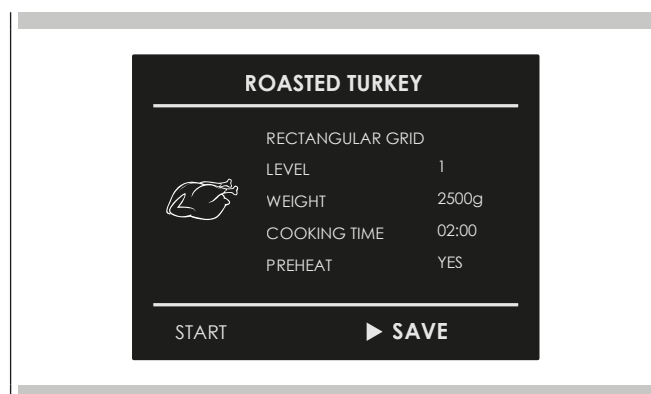 ROASTED TURKEY
RECTANGULAR GRID
LEVEL 1
WEIGHT 2500g
COOKING TIME 02:00
PREHEAT YES
START ▶ SAVE